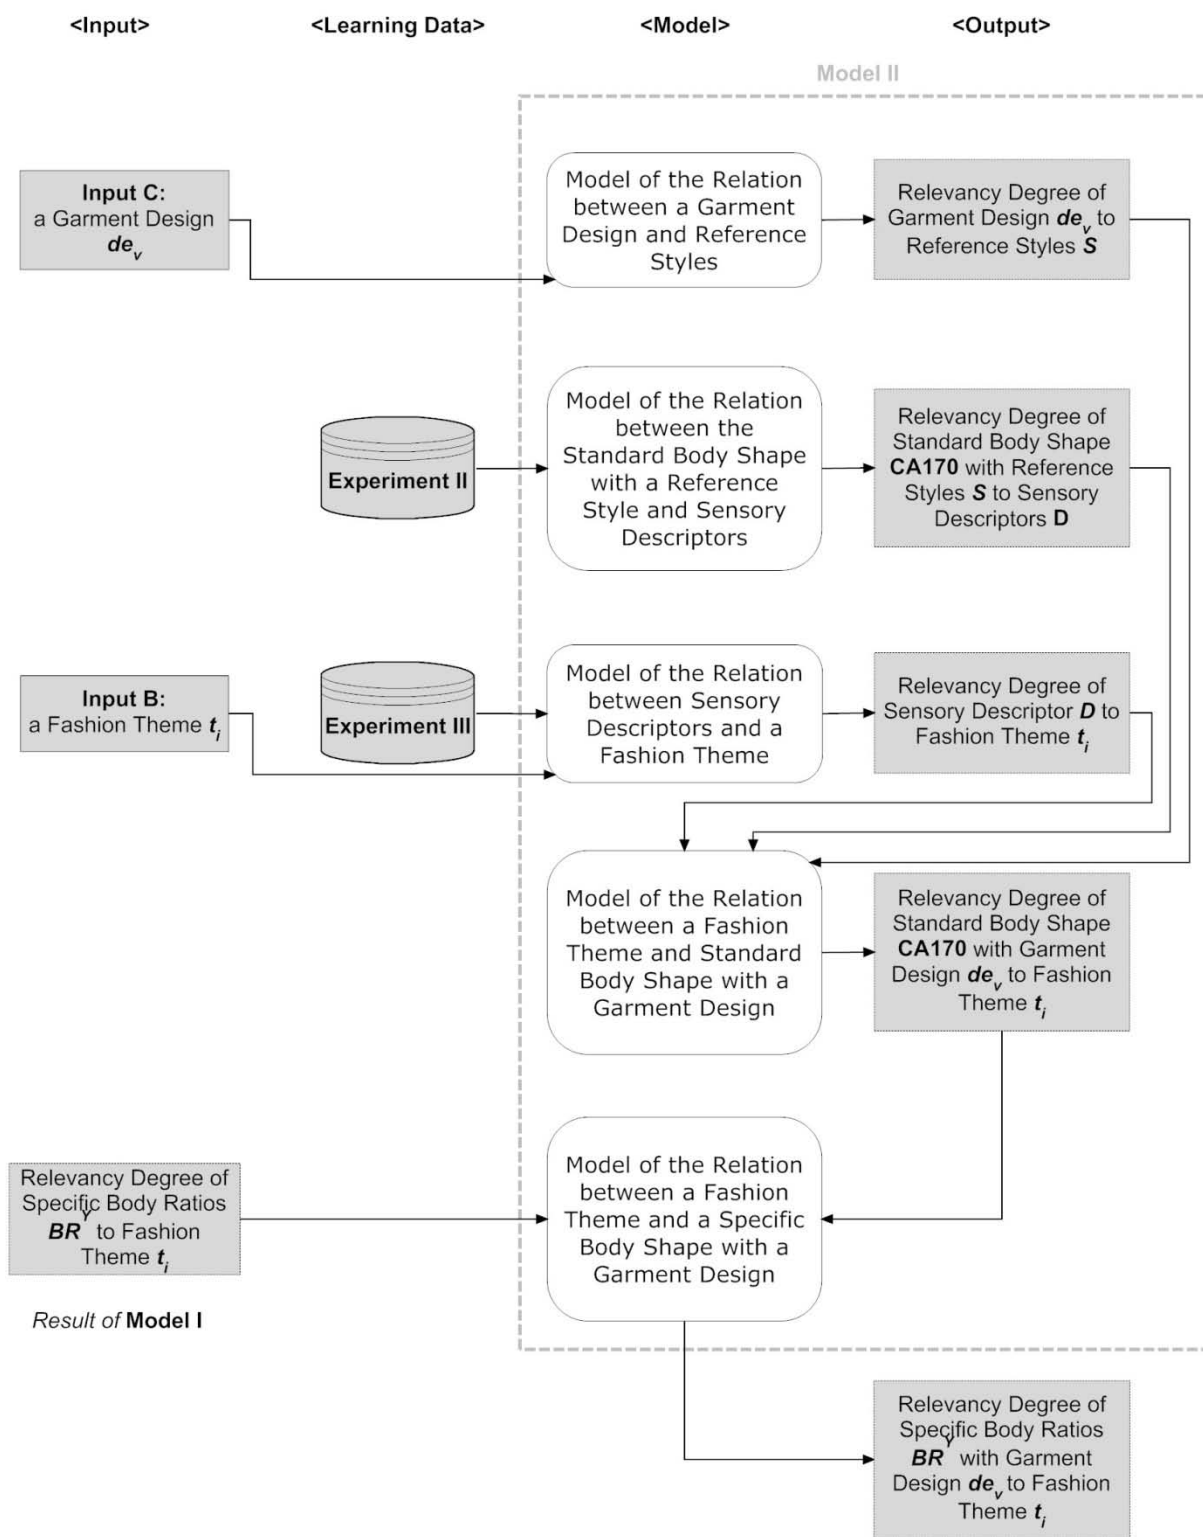 <Input>
<Learning Data>
<Model>
<Output>
Model II
Input C:
a Garment Design
de_v
Model of the Relation
between a Garment
Design and Reference
Styles
Relevancy Degree of
Garment Design de_v to
Reference Styles S
Experiment II
Model of the Relation
between the
Standard Body Shape
with a Reference
Style and Sensory
Descriptors
Relevancy Degree of
Standard Body Shape
CA170 with Reference
Styles S to Sensory
Descriptors D
Input B:
a Fashion Theme t_i
Experiment III
Model of the Relation
between Sensory
Descriptors and a
Fashion Theme
Relevancy Degree of
Sensory Descriptor D to
Fashion Theme t_i
Model of the Relation
between a Fashion
Theme and Standard
Body Shape with a
Garment Design
Relevancy Degree of
Standard Body Shape
CA170 with Garment
Design de_v to Fashion
Theme t_i
Relevancy Degree of
Specific Body Ratios
BR^Y to Fashion
Theme t_i
Result of Model I
Model of the Relation
between a Fashion
Theme and a Specific
Body Shape with a
Garment Design
Relevancy Degree of
Specific Body Ratios
BR^Y with Garment
Design de_v to Fashion
Theme t_i